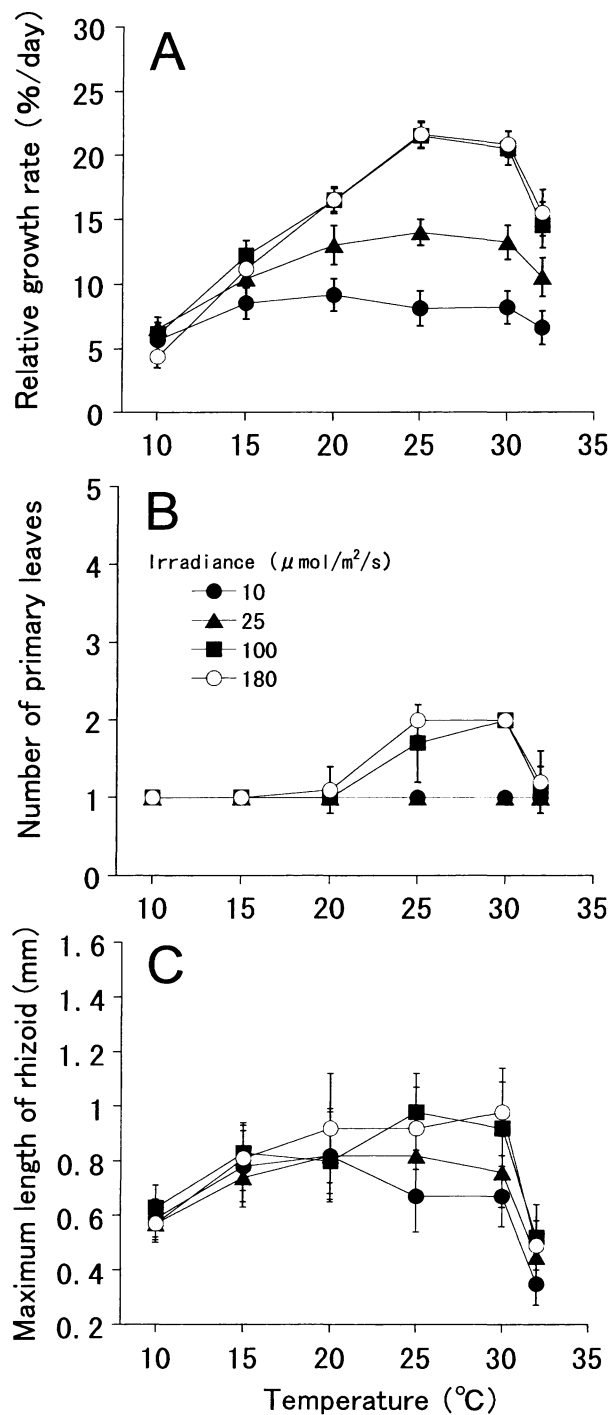 A
Relative growth rate (%/day)
30
25
20
15
10
5
0
10 15 20 25 30 35
B
Number of primary leaves
5
4
3
2
1
0
Irradiance (μmol/m²/s)
10
25
100
180
10 15 20 25 30 35
C
Maximum length of rhizoid (mm)
1.6
1.4
1.2
1
0.8
0.6
0.4
0.2
10 15 20 25 30 35
Temperature (℃)